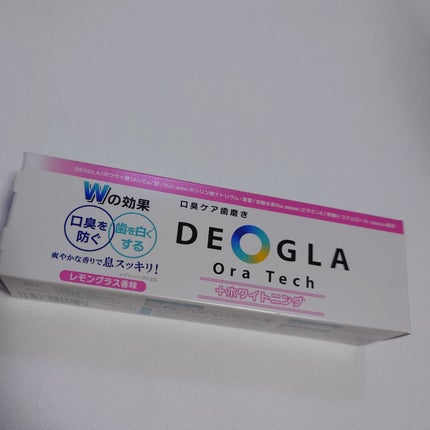 Wの効果
口臭を
防ぐ
歯を白く
する
爽やかな香りで息スッキリ!
レモングラス香味
口臭ケア歯磨き
DEOGLA
Ora Tech
+ホワイトニング